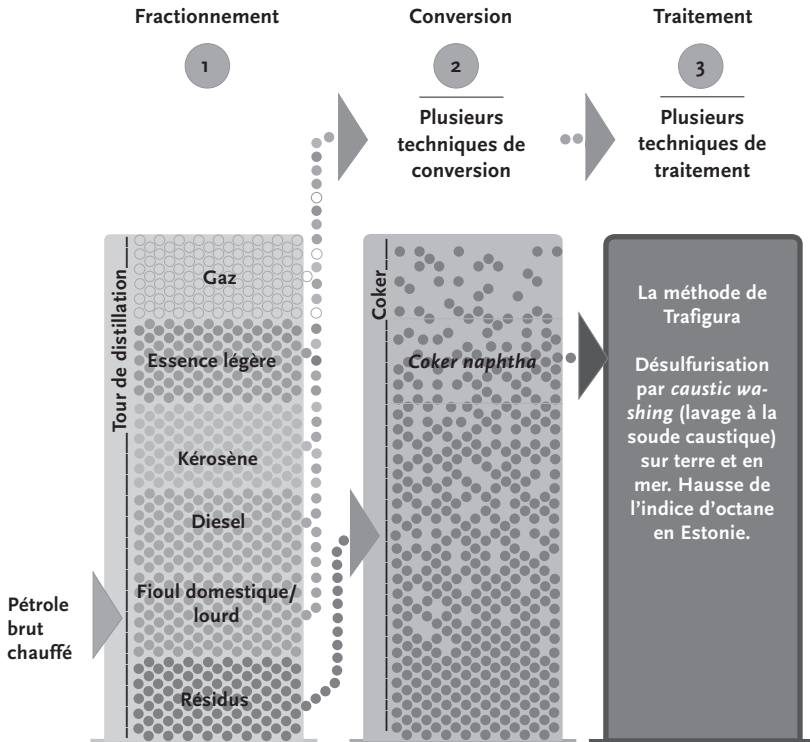 Fractionnement
1
Conversion
2
Plusieurs
techniques de
conversion
Traitement
3
Plusieurs
techniques de
traitement
Tour de distillation
Gaz
Essence légère
Kérosène
Diesel
Fioul domestique/
lourd
Résidus
Pétrole
brut
chauffé
Coker
Coker naphtha
La méthode de
Trafigura
Désulfurisation
par caustic wa-
shing (lavage à la
soude caustique)
sur terre et en
mer. Hausse de
l’indice d’octane
en Estonie.